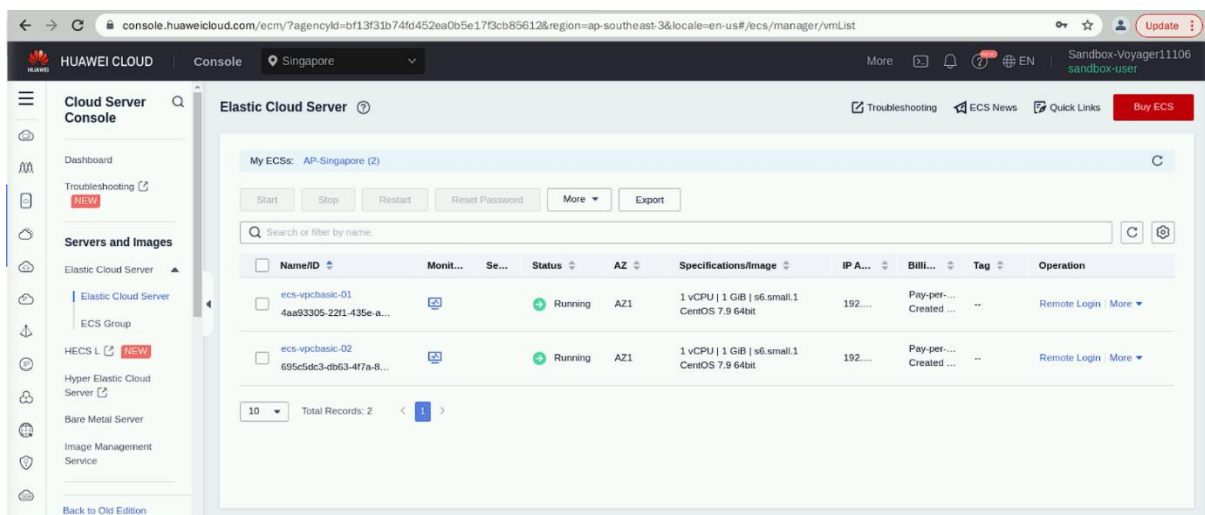 console.huaweicloud.com/ecm/?agencyId=bf13f31b74fd452ea0b5e17f3cb85612&region=ap-southeast-3&locale=en-us#/ecs/manager/vmList
Update
HUAWEI
HUAWEI CLOUD
Console
Singapore
More
EN
Sandbox-Voyager11106
sandbox-user
Cloud Server
Console
Dashboard
Troubleshooting
NEW
Servers and Images
Elastic Cloud Server
Elastic Cloud Server
ECS Group
HECS L NEW
Hyper Elastic Cloud
Server
Bare Metal Server
Image Management
Service
Back to Old Edition
Elastic Cloud Server
Troubleshooting ECS News Quick Links Buy ECS
My ECSs: AP-Singapore (2)
Start Stop Restart Reset Password More Export
Search or filter by name.
Name/ID Monit... Se... Status AZ Specifications/Image IP A... Billi... Tag Operation
ecs-vpcbasic-01
4aa93305-22f1-435e-a...
Running AZ1
1 vCPU | 1 GiB | s6.small.1
CentOS 7.9 64bit
192....
Pay-per-...
Created ...
--
Remote Login More
ecs-vpcbasic-02
695c5dc3-db63-4f7a-8...
Running AZ1
1 vCPU | 1 GiB | s6.small.1
CentOS 7.9 64bit
192....
Pay-per-...
Created ...
--
Remote Login More
10 Total Records: 2 < 1 >